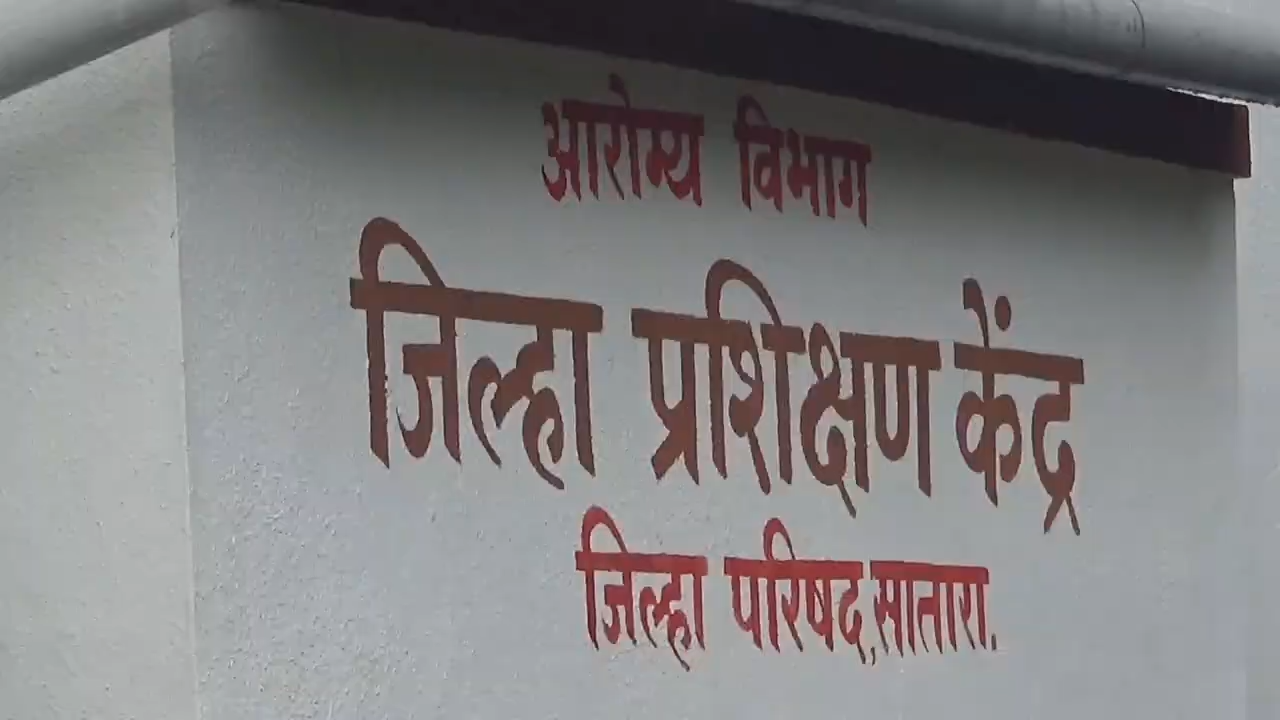 आरोग्य विभाग
जिल्हा प्रशिक्षण केंद्र
जिल्हा परिषद, सातारा.